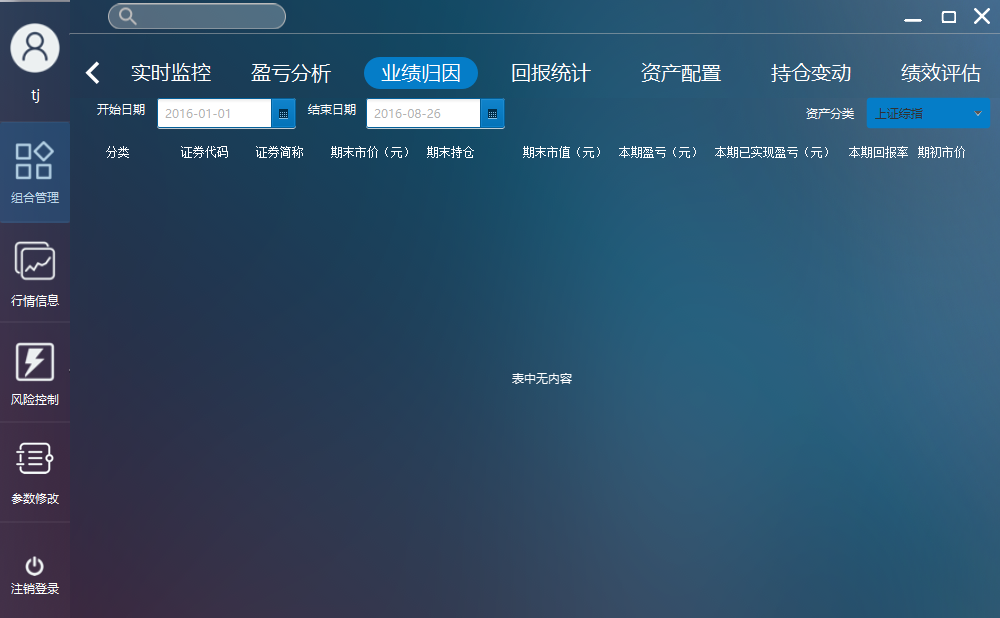 tj
组合管理
行情信息
风险控制
参数修改
注销登录
实时监控 盈亏分析 业绩归因 回报统计 资产配置 持仓变动 绩效评估
开始日期 2016-01-01 结束日期 2016-08-26 资产分类 上证综指
分类 证券代码 证券简称 期末市价（元） 期末持仓 期末市值（元） 本期盈亏（元） 本期已实现盈亏（元） 本期回报率 期初市价
表中无内容